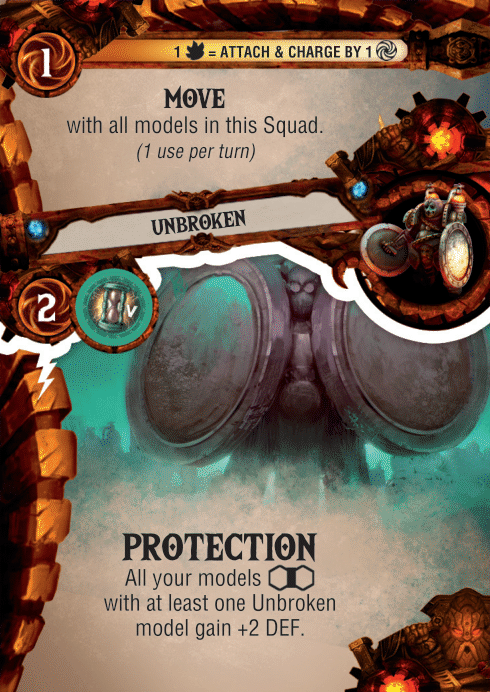 1
1 = ATTACH & CHARGE BY 1
MOVE
with all models in this Squad.
(1 use per turn)
UNBROKEN
2
V
PROTECTION
All your models
with at least one Unbroken
model gain +2 DEF.